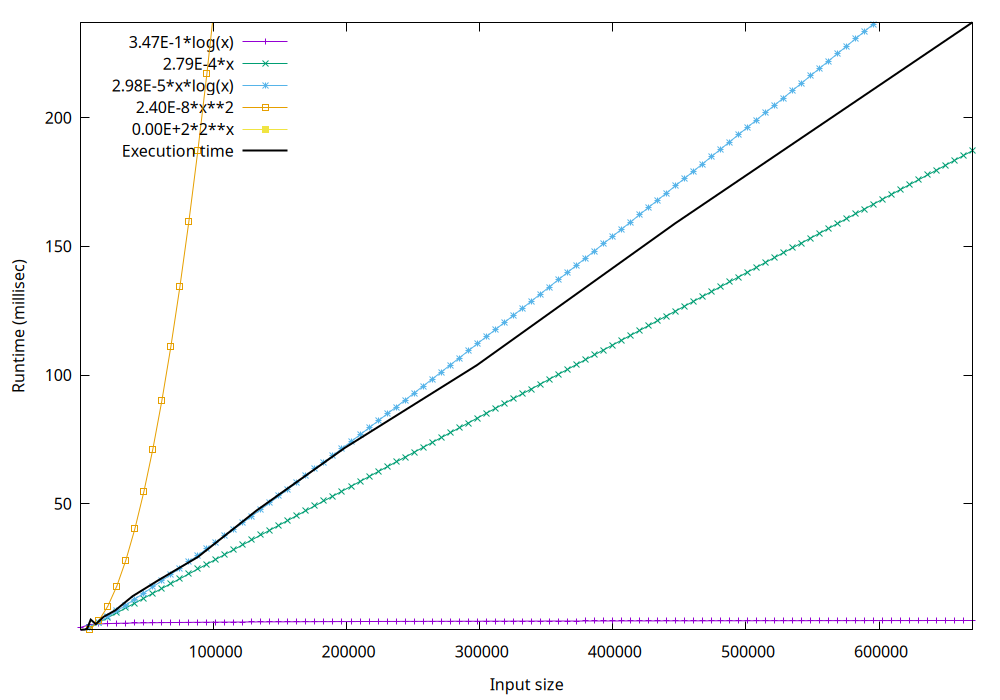 3.47E-1*log(x)
2.79E-4*x
2.98E-5*x*log(x)
2.40E-8*x**2
0.00E+2*2**x
Execution time
200
150
100
50
Runtime (millisec)
100000 200000 300000 400000 500000 600000
Input size